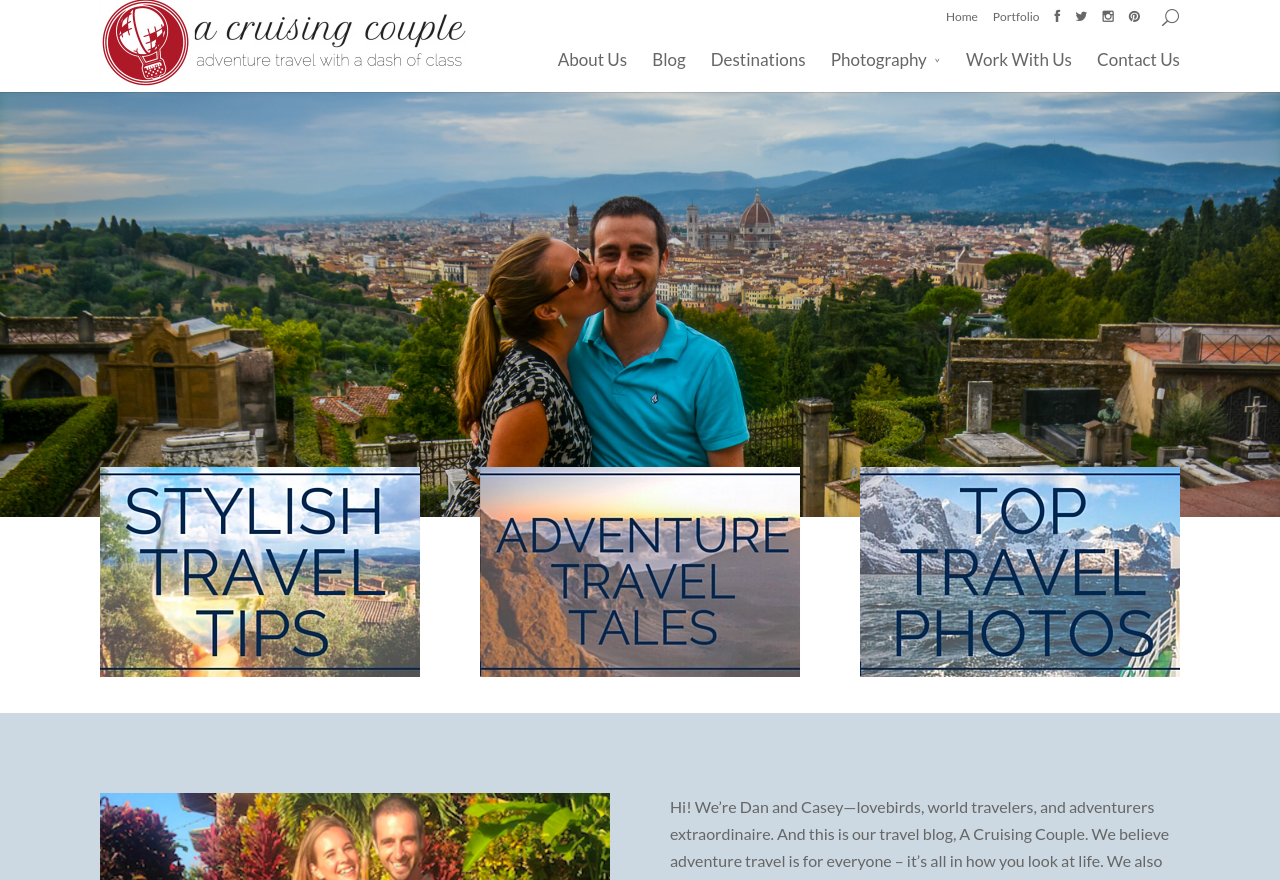 a cruising couple
adventure travel with a dash of class
Home Portfolio
About Us Blog Destinations Photography Work With Us Contact Us
STYLISH
TRAVEL
TIPS
ADVENTURE
TRAVEL
TALES
TOP
TRAVEL
PHOTOS
Hi! We’re Dan and Casey—lovebirds, world travelers, and adventurers
extraordinaire. And this is our travel blog, A Cruising Couple. We believe
adventure travel is for everyone – it’s all in how you look at life. We also